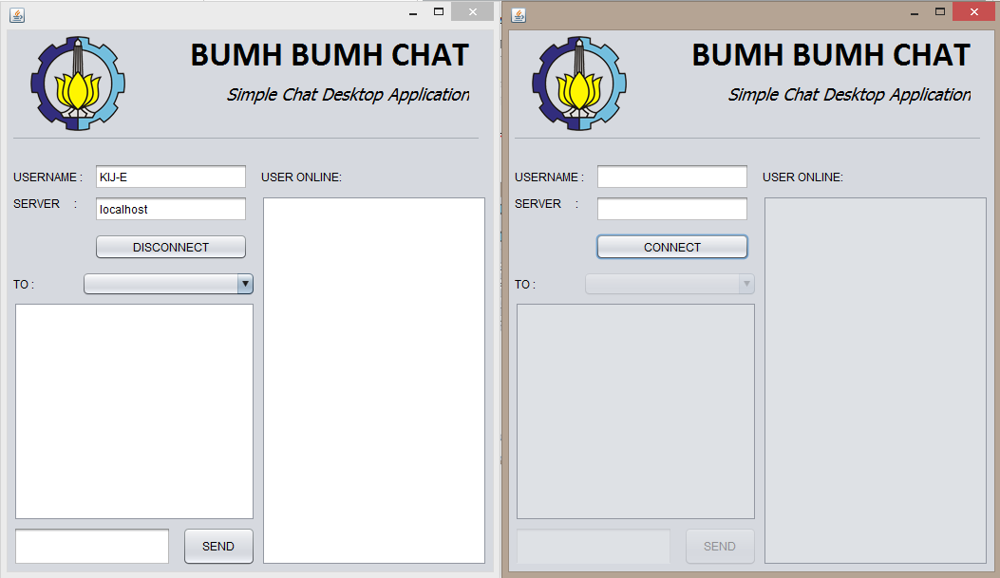 BUMH BUMH CHAT
Simple Chat Desktop Application
USERNAME :
KIJ-E
USER ONLINE:
SERVER :
localhost
DISCONNECT
TO :
SEND
BUMH BUMH CHAT
Simple Chat Desktop Application
USERNAME :
USER ONLINE:
SERVER :
CONNECT
TO :
SEND